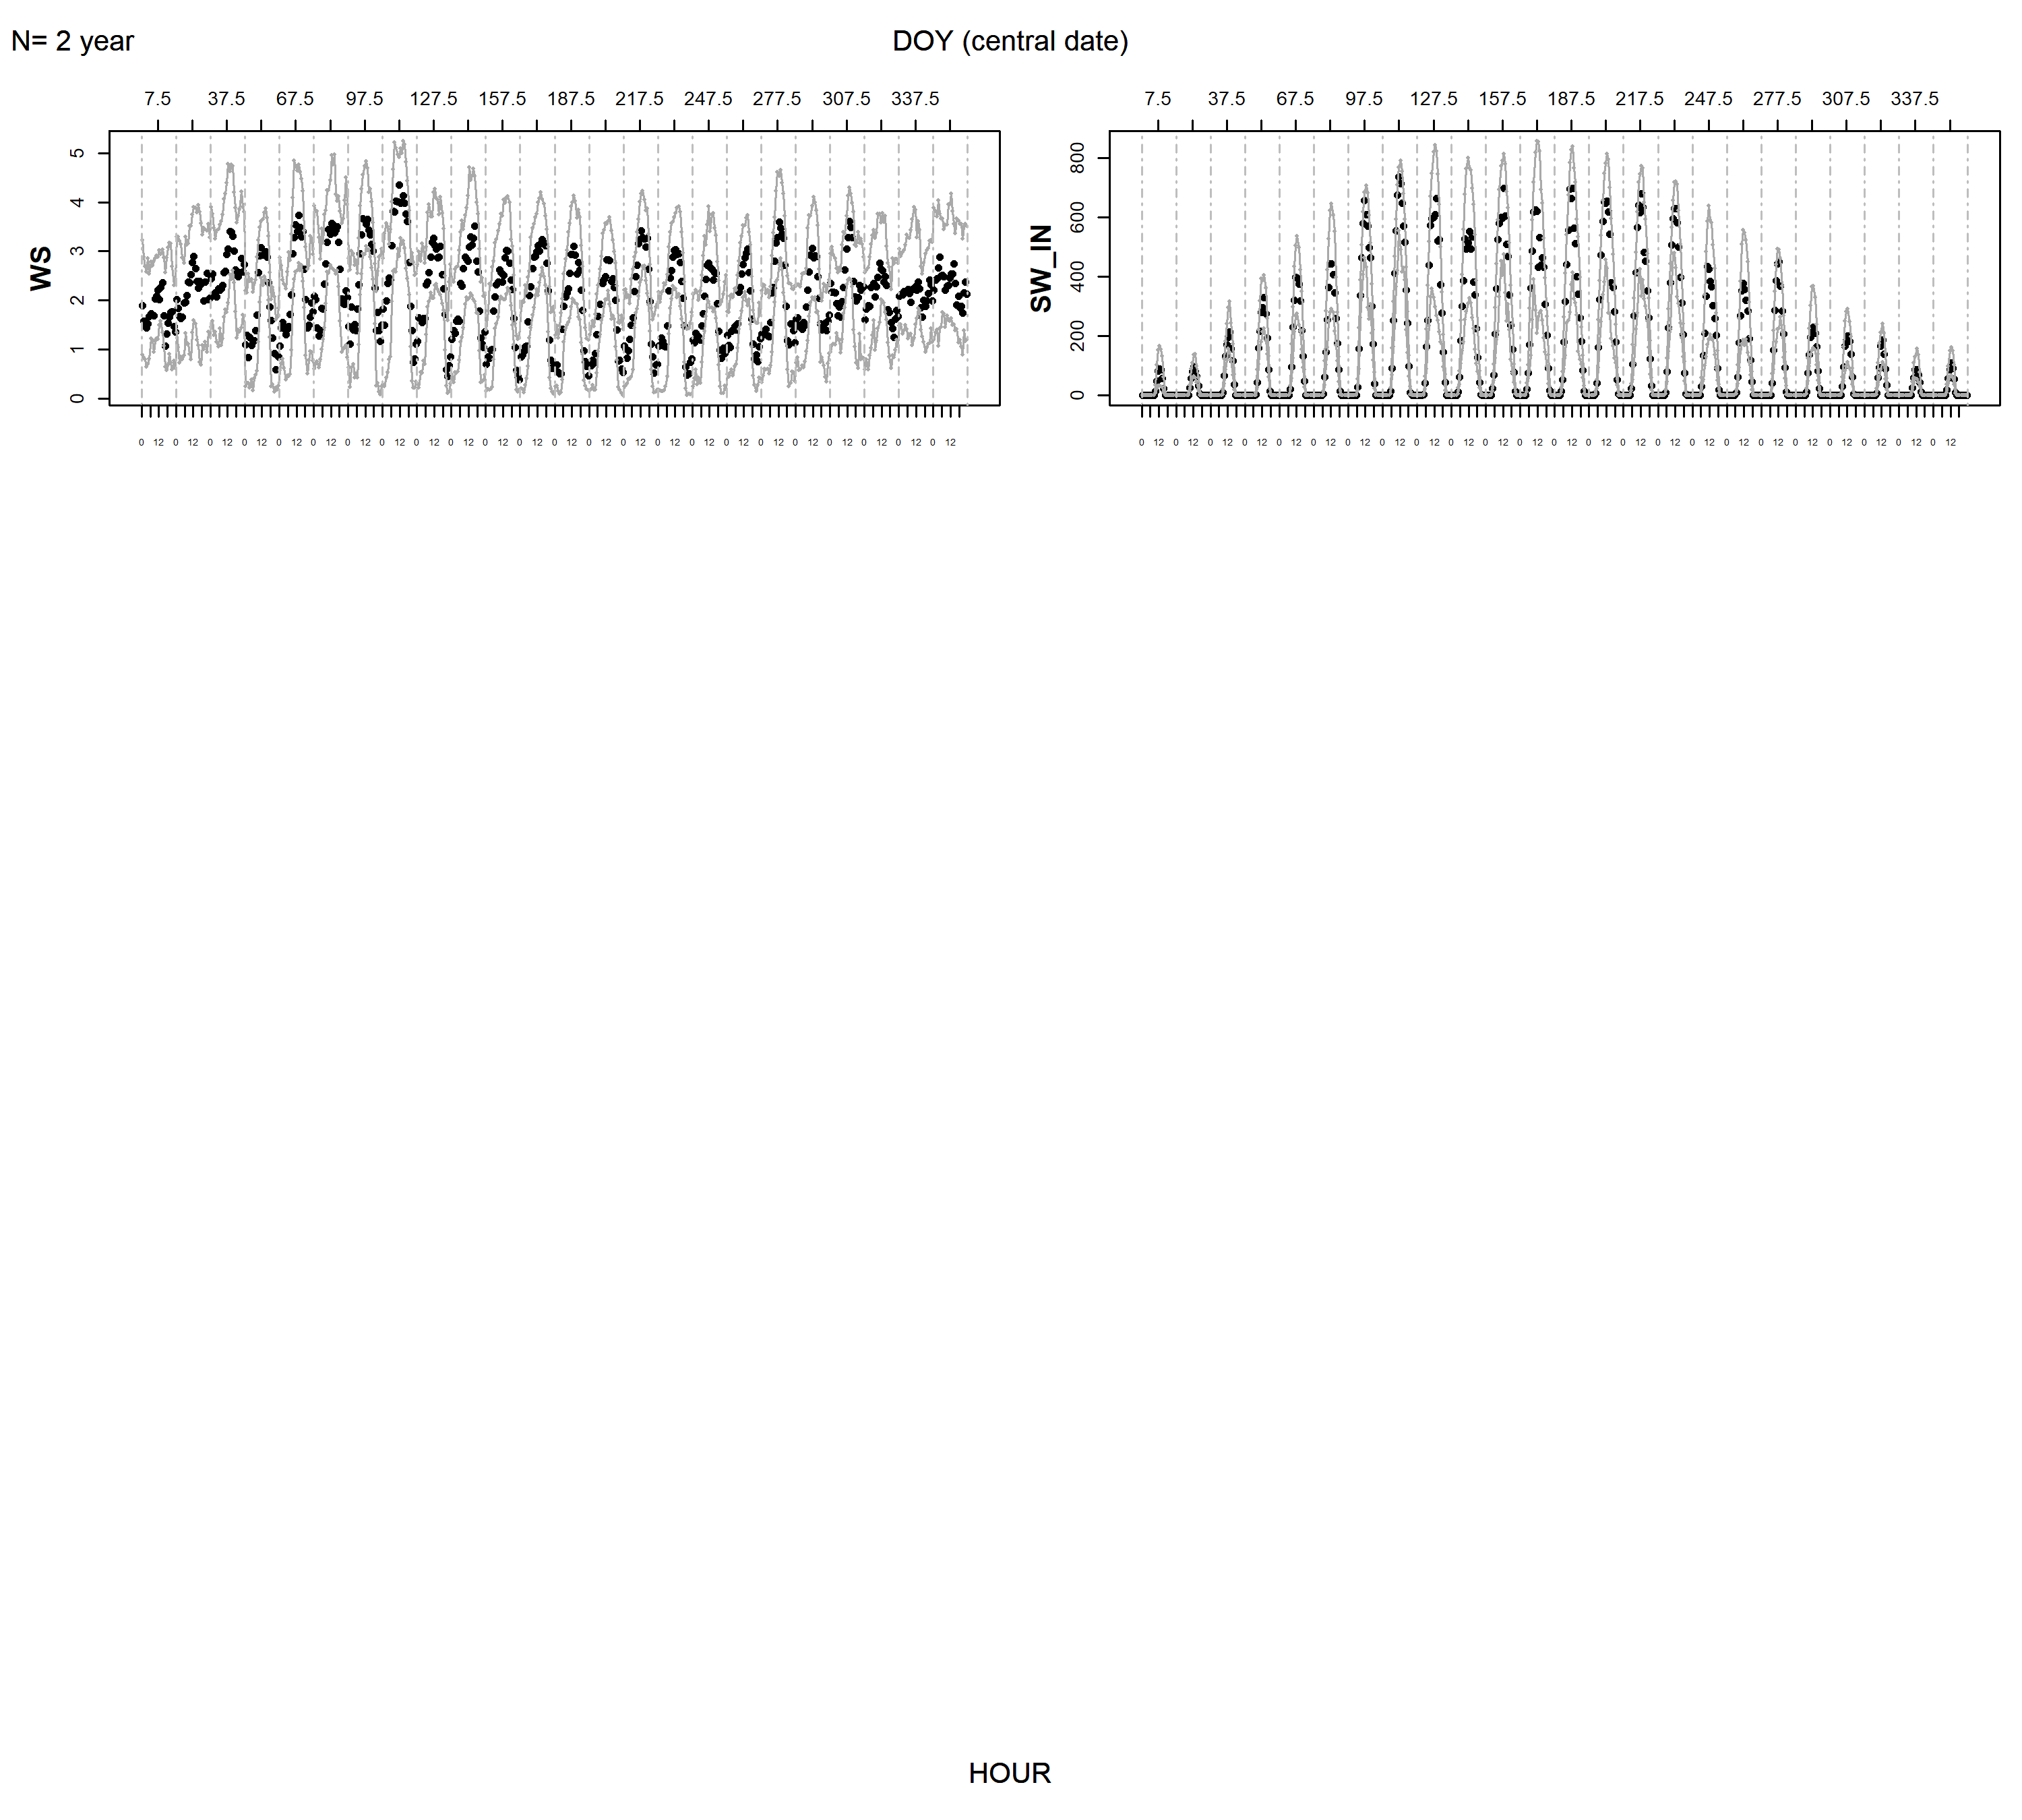 N= 2 year
DOY (central date)
7.5 37.5 67.5 97.5 127.5 157.5 187.5 217.5 247.5 277.5 307.5 337.5
WS
0 1 2 3 4 5
0 12 0 12 0 12 0 12 0 12 0 12 0 12 0 12 0 12 0 12 0 12 0 12 0 12 0 12 0 12 0 12 0 12 0 12 0 12 0 12 0 12 0 12 0 12 0 12
7.5 37.5 67.5 97.5 127.5 157.5 187.5 217.5 247.5 277.5 307.5 337.5
SW_IN
0 200 400 600 800
0 12 0 12 0 12 0 12 0 12 0 12 0 12 0 12 0 12 0 12 0 12 0 12 0 12 0 12 0 12 0 12 0 12 0 12 0 12 0 12 0 12 0 12 0 12 0 12
HOUR